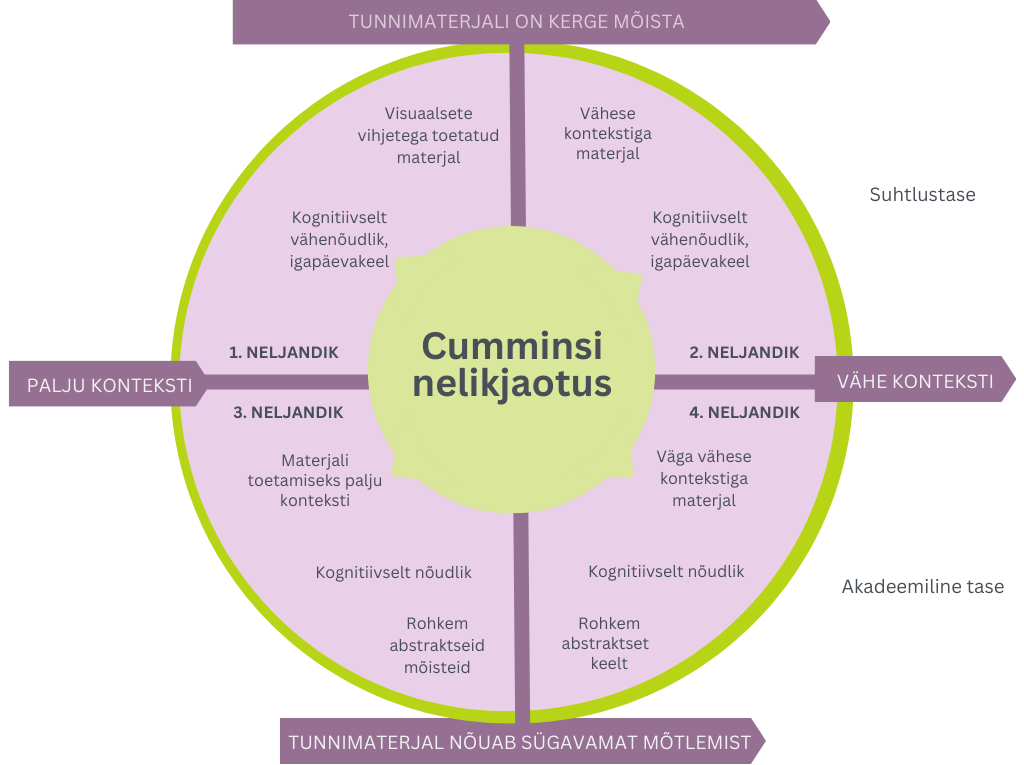 TUNNIMATERJALI ON KERGE MÕISTA
Visuaalsete
vihjetega toetatud
materjal
Vähese
kontekstiga
materjal
Suhtlustase
Kognitiivselt
vähenõudlik,
igapäevakeel
Kognitiivselt
vähenõudlik,
igapäevakeel
1. NELJANDIK
2. NELJANDIK
Cumminsi
nelikjaotus
PALJU KONTEKSTI
VÄHE KONTEKSTI
3. NELJANDIK
4. NELJANDIK
Materjali
toetamiseks palju
konteksti
Väga vähese
kontekstiga
materjal
Kognitiivselt nõudlik
Kognitiivselt nõudlik
Akadeemiline tase
Rohkem
abstraktseid
mõisteid
Rohkem
abstraktset
keelt
TUNNIMATERJAL NÕUAB SÜGAVAMAT MÕTLEMIST